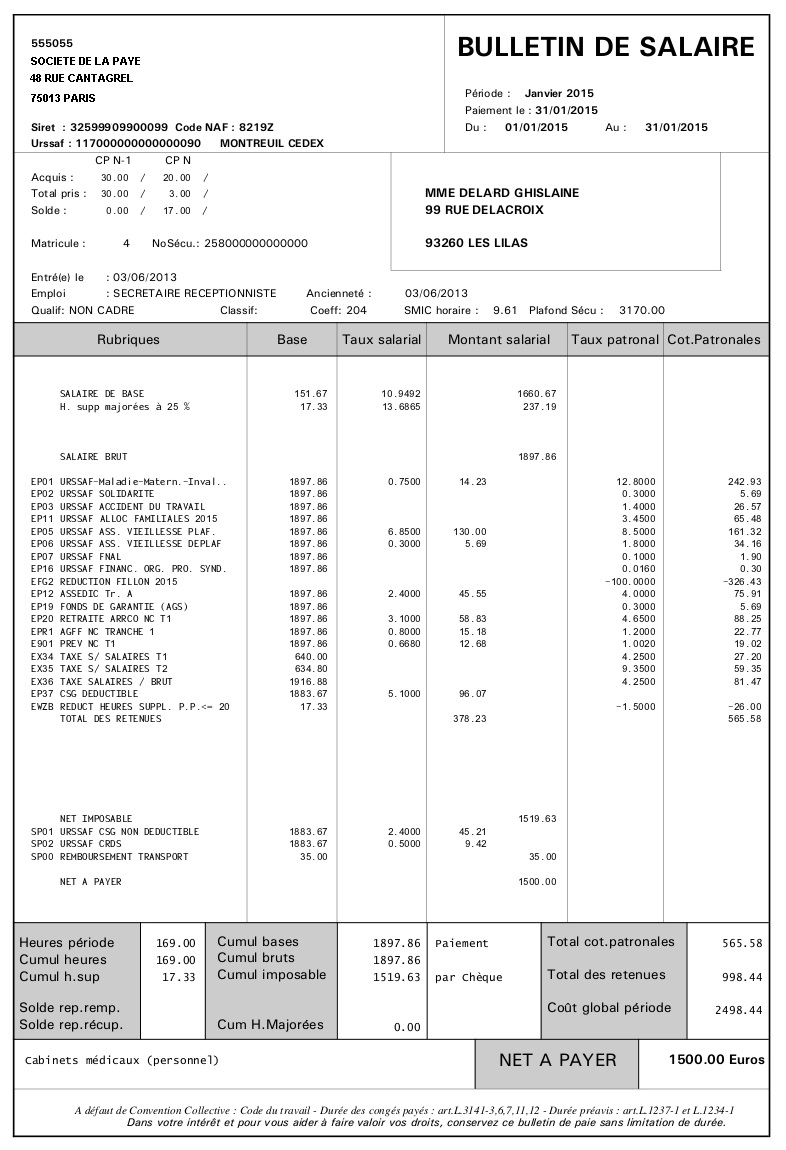 555055
SOCIETE DE LA PAYE
48 RUE CANTAGREL
75013 PARIS
Siret : 32599909900099 Code NAF : 8219Z
Urssaf : 117000000000000090 MONTREUIL CEDEX
BULLETIN DE SALAIRE
Période : Janvier 2015
Paiement le : 31/01/2015
Du : 01/01/2015 Au : 31/01/2015
CP N-1 CP N
Acquis : 30.00 / 20.00 /
Total pris : 30.00 / 3.00 /
Solde : 0.00 / 17.00 /
Matricule : 4 NoSécu.: 258000000000000
MME DELARD GHISLAINE
99 RUE DELACROIX
93260 LES LILAS
Entré(e) le : 03/06/2013
Emploi : SECRETAIRE RECEPTIONNISTE Ancienneté : 03/06/2013
Qualif: NON CADRE Classif: Coeff: 204 SMIC horaire : 9.61 Plafond Sécu : 3170.00
Rubriques Base Taux salarial Montant salarial Taux patronal Cot.Patronales
SALAIRE DE BASE 151.67 10.9492 1660.67
H. supp majorées à 25 % 17.33 13.6865 237.19
SALAIRE BRUT 1897.86
EP01 URSSAF-Maladie-Matern.-Inval.. 1897.86 0.7500 14.23 12.8000 242.93
EP02 URSSAF SOLIDARITE 1897.86 0.3000 5.69
EP03 URSSAF ACCIDENT DU TRAVAIL 1897.86 1.4000 26.57
EP11 URSSAF ALLOC FAMILIALES 2015 1897.86 3.4500 65.48
EP05 URSSAF ASS. VIEILLESSE PLAF. 1897.86 6.8500 130.00 8.5000 161.32
EP06 URSSAF ASS. VIEILLESSE DEPLAF 1897.86 0.3000 5.69 1.8000 34.16
EP07 URSSAF FNAL 1897.86 0.1000 1.90
EP16 URSSAF FINANC. ORG. PRO. SYND. 1897.86 0.0160 0.30
EFG2 REDUCTION FILLON 2015 -100.0000 -326.43
EP12 ASSEDIC Tr. A 1897.86 2.4000 45.55 4.0000 75.91
EP19 FONDS DE GARANTIE (AGS) 1897.86 0.3000 5.69
EP20 RETRAITE ARRCO NC T1 1897.86 3.1000 58.83 4.6500 88.25
EPR1 AGFF NC TRANCHE 1 1897.86 0.8000 15.18 1.2000 22.77
E901 PREV NC T1 1897.86 0.6680 12.68 1.0020 19.02
EX34 TAXE S/ SALAIRES T1 640.00 4.2500 27.20
EX35 TAXE S/ SALAIRES T2 634.80 9.3500 59.35
EX36 TAXE SALAIRES / BRUT 1916.88 4.2500 81.47
EP37 CSG DEDUCTIBLE 1883.67 5.1000 96.07
EWZB REDUCT HEURES SUPPL. P.P.<= 20 17.33 -1.5000 -26.00
TOTAL DES RETENUES 378.23 565.58
NET IMPOSABLE 1519.63
SP01 URSSAF CSG NON DEDUCTIBLE 1883.67 2.4000 45.21
SP02 URSSAF CRDS 1883.67 0.5000 9.42
SP00 REMBOURSEMENT TRANSPORT 35.00 35.00
NET A PAYER 1500.00
Heures période 169.00 Cumul bases 1897.86 Paiement Total cot.patronales 565.58
Cumul heures 169.00 Cumul bruts 1897.86
Cumul h.sup 17.33 Cumul imposable 1519.63 par Chèque Total des retenues 998.44
Solde rep.remp. Coût global période 2498.44
Solde rep.récup. Cum H.Majorées 0.00
Cabinets médicaux (personnel) NET A PAYER 1500.00 Euros
A défaut de Convention Collective : Code du travail - Durée des congés payés : art.L.3141-3,6,7,11,12 - Durée préavis : art.L.1237-1 et L.1234-1
Dans votre intérêt et pour vous aider à faire valoir vos droits, conservez ce bulletin de paie sans limitation de durée.